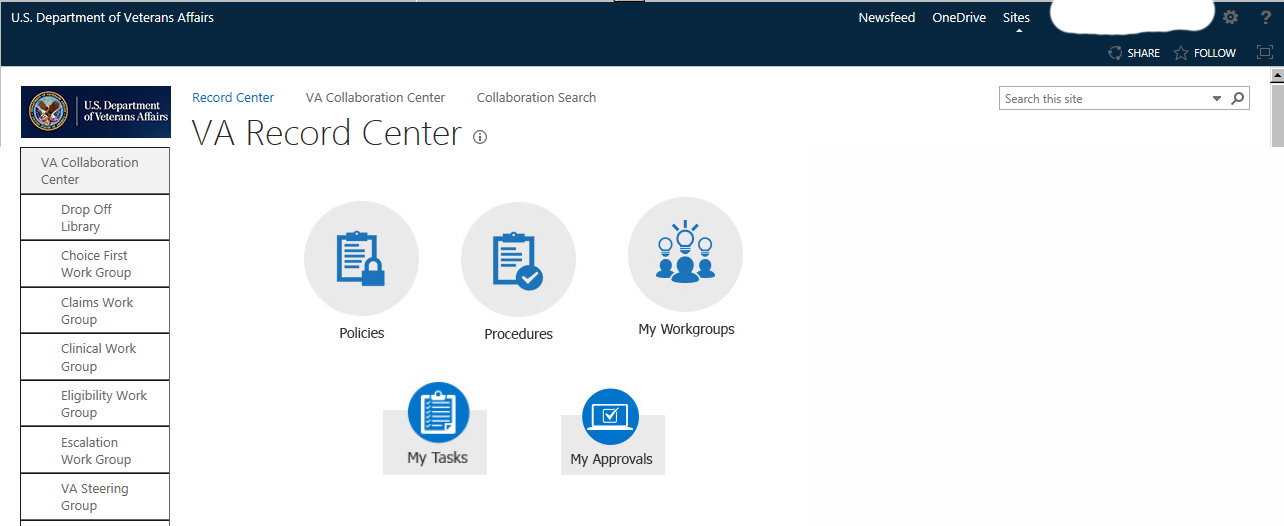 U.S. Department of Veterans Affairs
Newsfeed OneDrive Sites
?
SHARE FOLLOW
U.S. Department
of Veterans Affairs
Record Center VA Collaboration Center Collaboration Search
Search this site
VA Record Center
VA Collaboration
Center
Drop Off
Library
Choice First
Work Group
Claims Work
Group
Clinical Work
Group
Eligibility Work
Group
Escalation
Work Group
VA Steering
Group
Policies
Procedures
My Workgroups
My Tasks
My Approvals